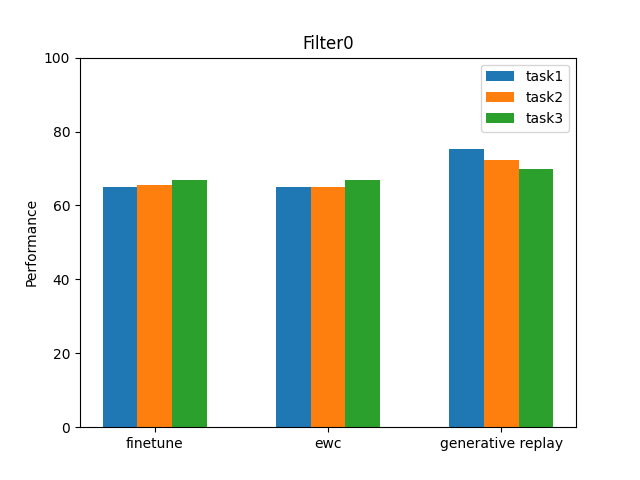 Filter0
100
80
60
40
20
0
Performance
task1
task2
task3
finetune
ewc
generative replay